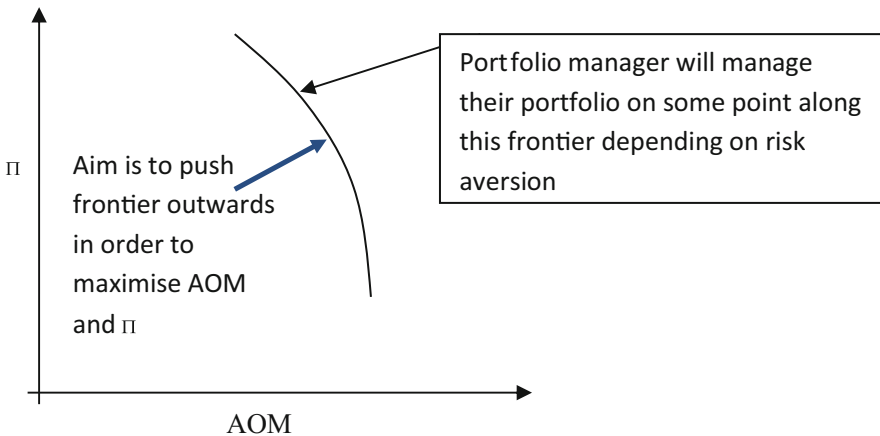 Portfolio manager will manage
their portfolio on some point along
this frontier depending on risk
aversion
Π
Aim is to push
frontier outwards
in order to
maximise AOM
and Π
AOM